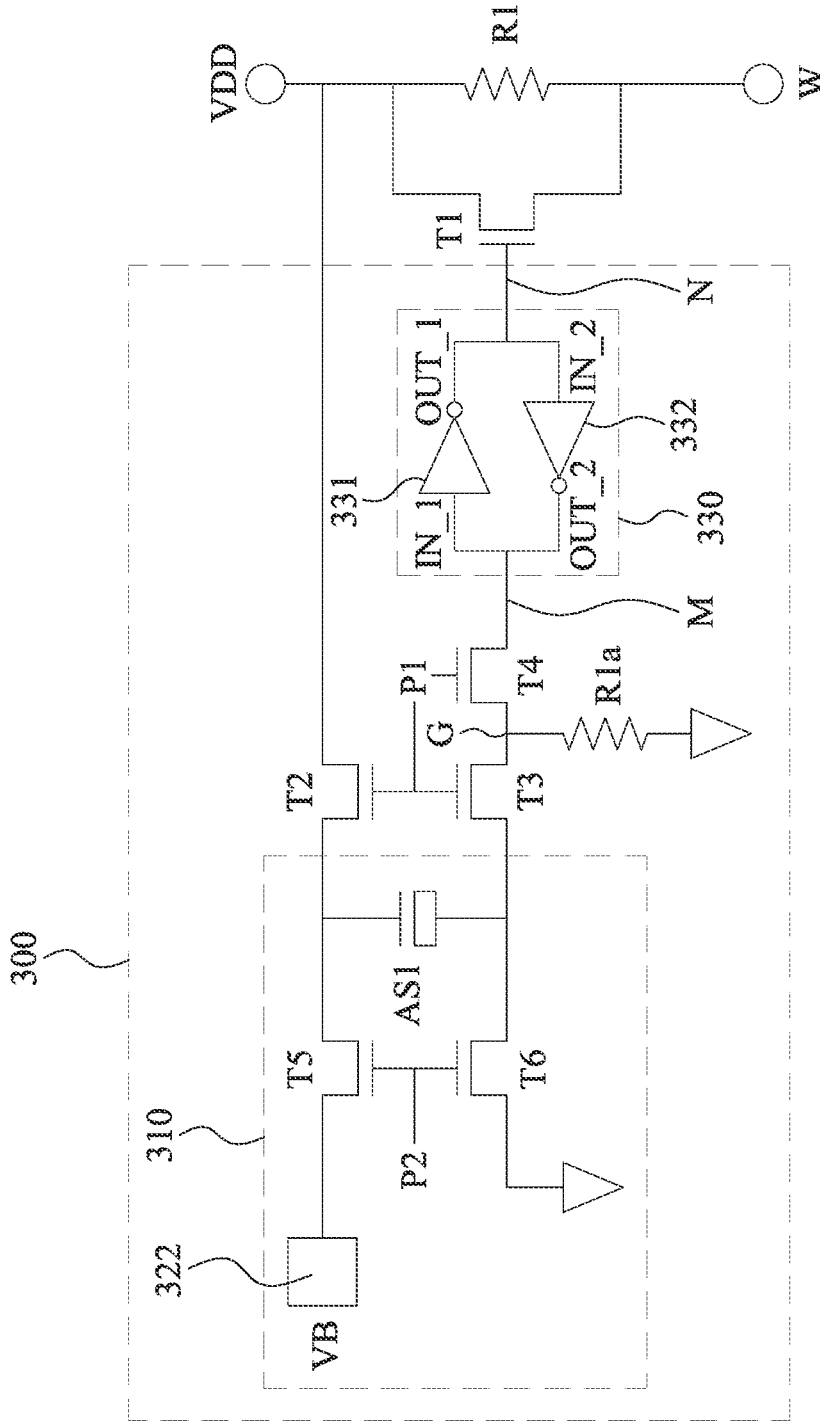 300
310
322
VB
T5
P2
T6
AS1
T2
T3
P1
G
T4
R1a
M
330
331
IN_1
OUT_1
OUT_2
IN_2
332
N
T1
VDD
R1
W